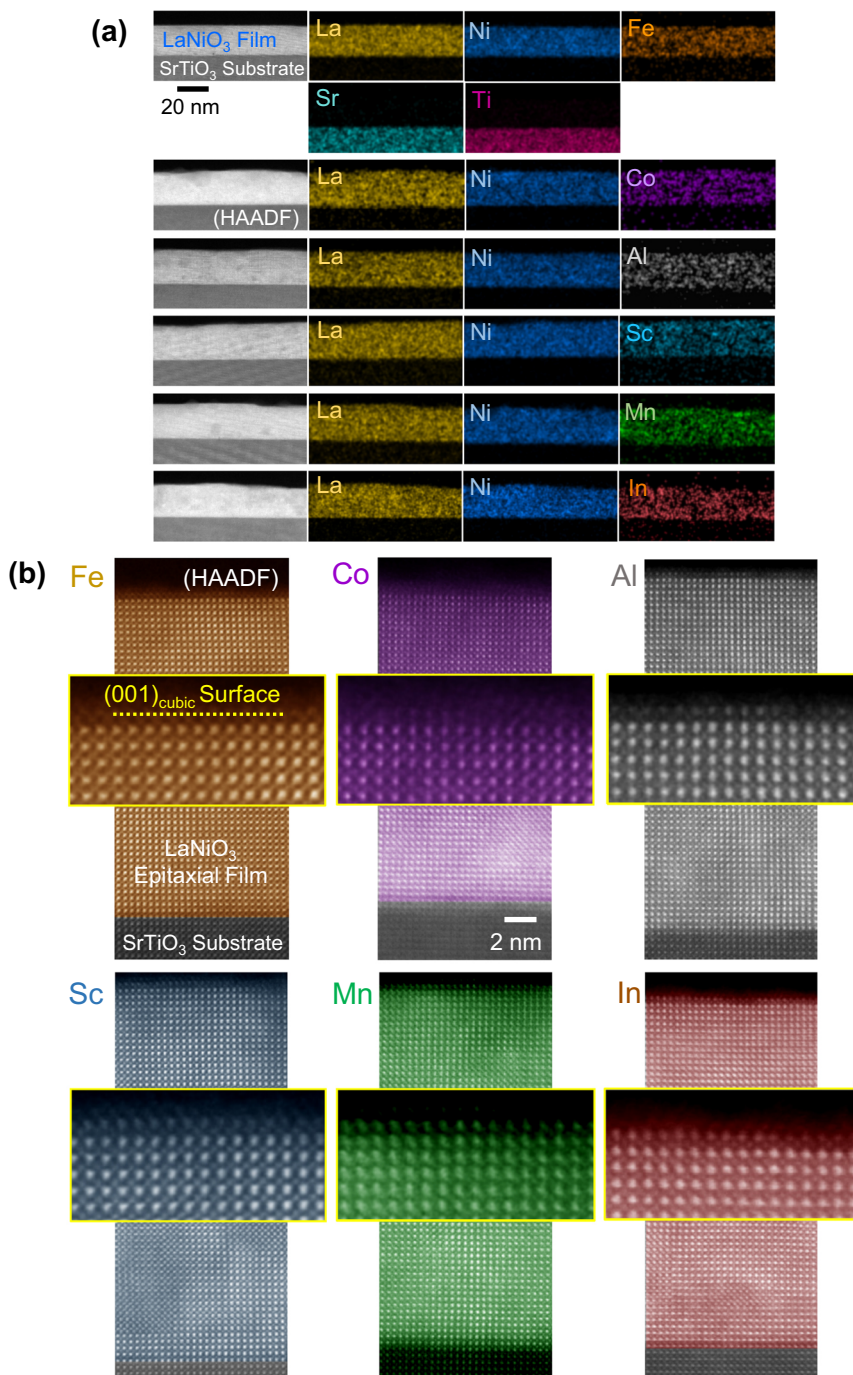 (a)
LaNiO₃ Film
SrTiO₃ Substrate
20 nm
La
Ni
Fe
Sr
Ti
(HAADF)
La
Ni
Co
La
Ni
Al
La
Ni
Sc
La
Ni
Mn
La
Ni
In
(b)
Fe
(HAADF)
Co
Al
(001)cubic Surface
LaNiO₃
Epitaxial Film
SrTiO₃ Substrate
2 nm
Sc
Mn
In